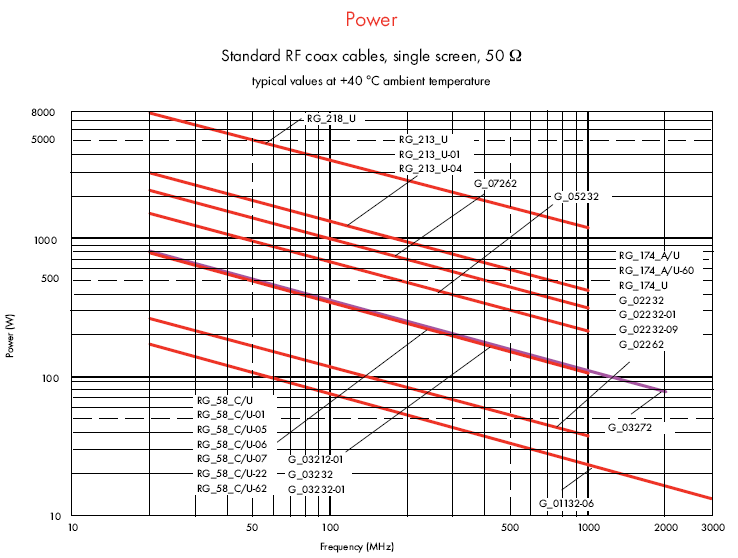 Power
Standard RF coax cables, single screen, 50 Ω
typical values at +40 °C ambient temperature
8000
RG_218_U
5000
RG_213_U
RG_213_U-01
RG_213_U-04
G_07262
G_05232
1000
RG_174_A/U
RG_174_A/U-60
500
RG_174_U
G_02232
G_02232-01
G_02232-09
G_02262
Power (W)
100
RG_58_C/U
RG_58_C/U-01
RG_58_C/U-05
G_03272
RG_58_C/U-06
RG_58_C/U-07 G_03212-01
RG_58_C/U-22 G_03232
RG_58_C/U-62 G_03232-01
G_01132-06
10
10 50 100 500 1000 2000 3000
Frequency (MHz)